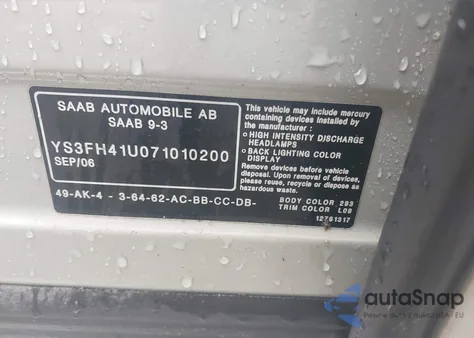 SAAB AUTOMOBILE AB
SAAB 9-3
YS3FH41U071010200
SEP/06
49-AK-4 - 3-64-62-AC-BB-CC-DB-
This vehicle may include mercury
containing devices installed by
the manufacturer:
○ HIGH INTENSITY DISCHARGE
HEADLAMPS
○ BACK LIGHTING COLOR
DISPLAY
Remove devices before vehicle
disposal. Upon removal of devices,
please reuse, recycle or dispose as
hazardous waste.
BODY COLOR 293
TRIM COLOR L09
12761317
autoSnap